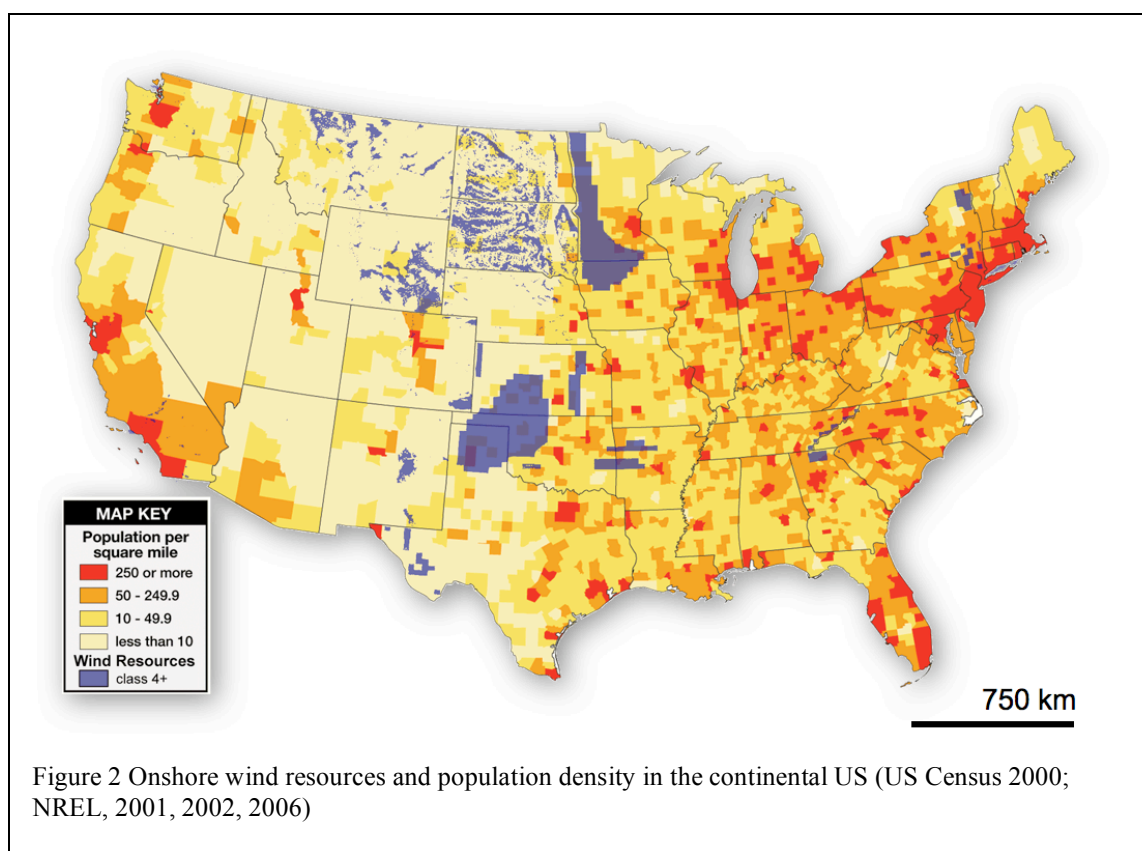 MAP KEY
Population per
square mile
250 or more
50 - 249.9
10 - 49.9
less than 10
Wind Resources
class 4+
750 km
Figure 2 Onshore wind resources and population density in the continental US (US Census 2000;
NREL, 2001, 2002, 2006)